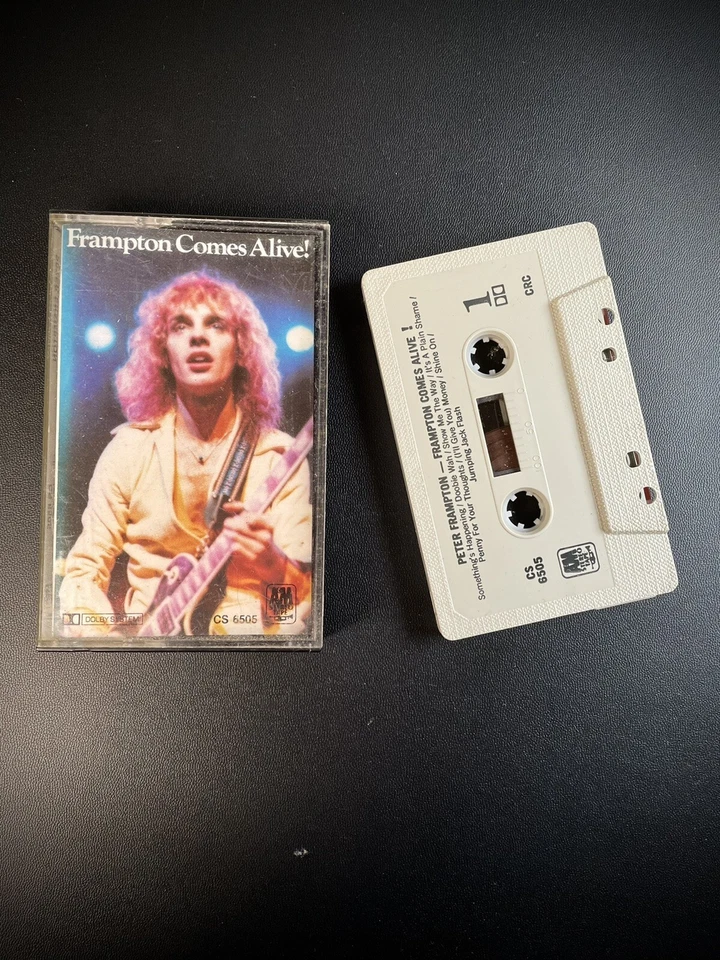 Frampton Comes Alive!
DOLBY SYSTEM
CS 6505
A&M
1
CRC
PETER FRAMPTON — FRAMPTON COMES ALIVE !
Something's Happening / Doobie Wah / Show Me The Way / It's A Plain Shame /
Penny For Your Thoughts / (I'll Give You) Money / Shine On /
Jumping Jack Flash
CS
6505
A&M